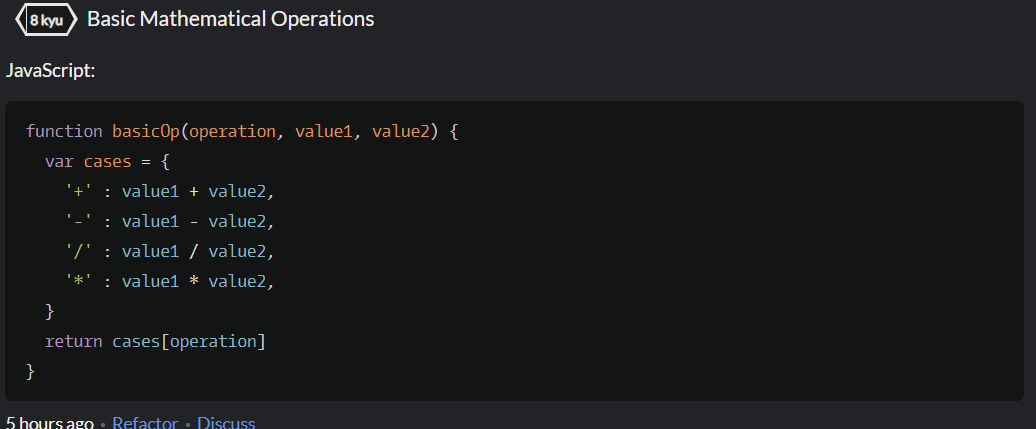 8 kyu Basic Mathematical Operations
JavaScript:
function basicOp(operation, value1, value2) {
  var cases = {
    '+' : value1 + value2,
    '-' : value1 - value2,
    '/' : value1 / value2,
    '*' : value1 * value2,
  }
  return cases[operation]
}
5 hours ago • Refactor • Discuss